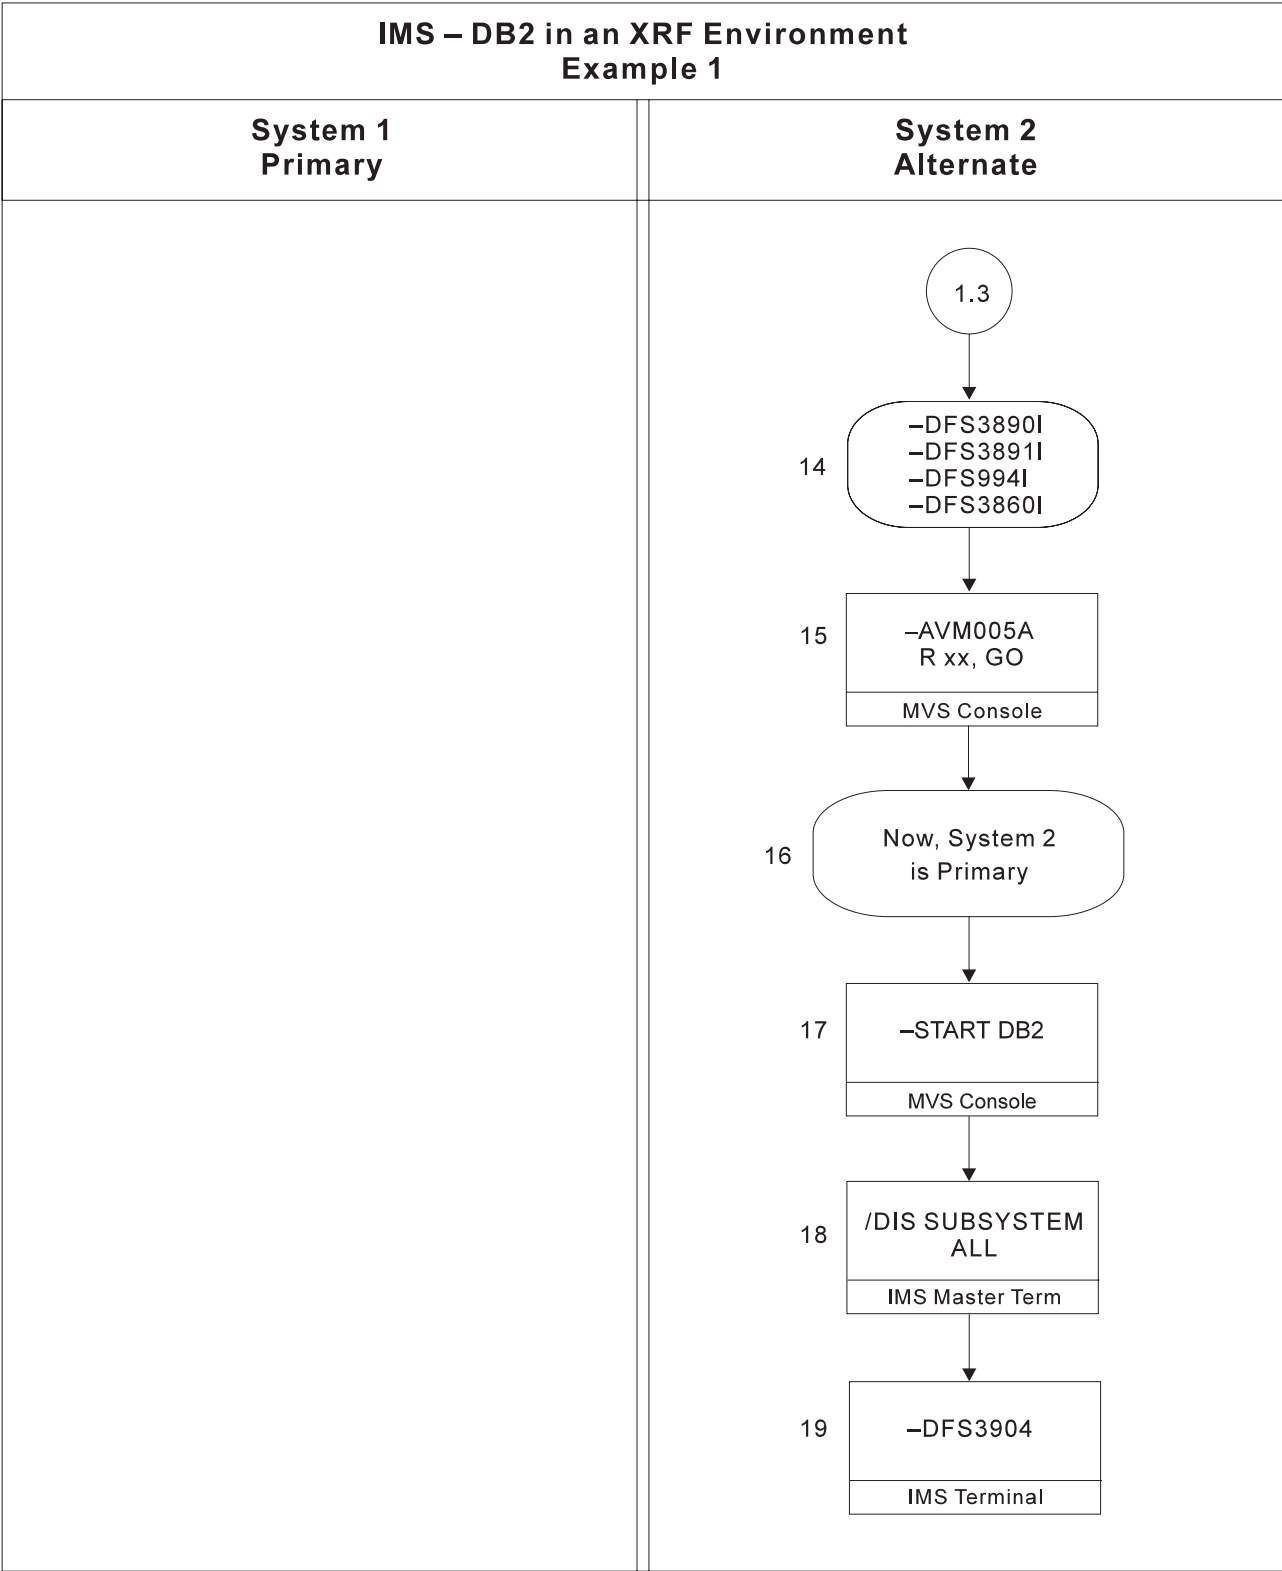 IMS – DB2 in an XRF Environment
Example 1
System 1
Primary
System 2
Alternate
1.3
14
–DFS3890I
–DFS3891I
–DFS994I
–DFS3860I
15
–AVM005A
R xx, GO
MVS Console
16
Now, System 2
is Primary
17
–START DB2
MVS Console
18
/DIS SUBSYSTEM
ALL
IMS Master Term
19
–DFS3904
IMS Terminal